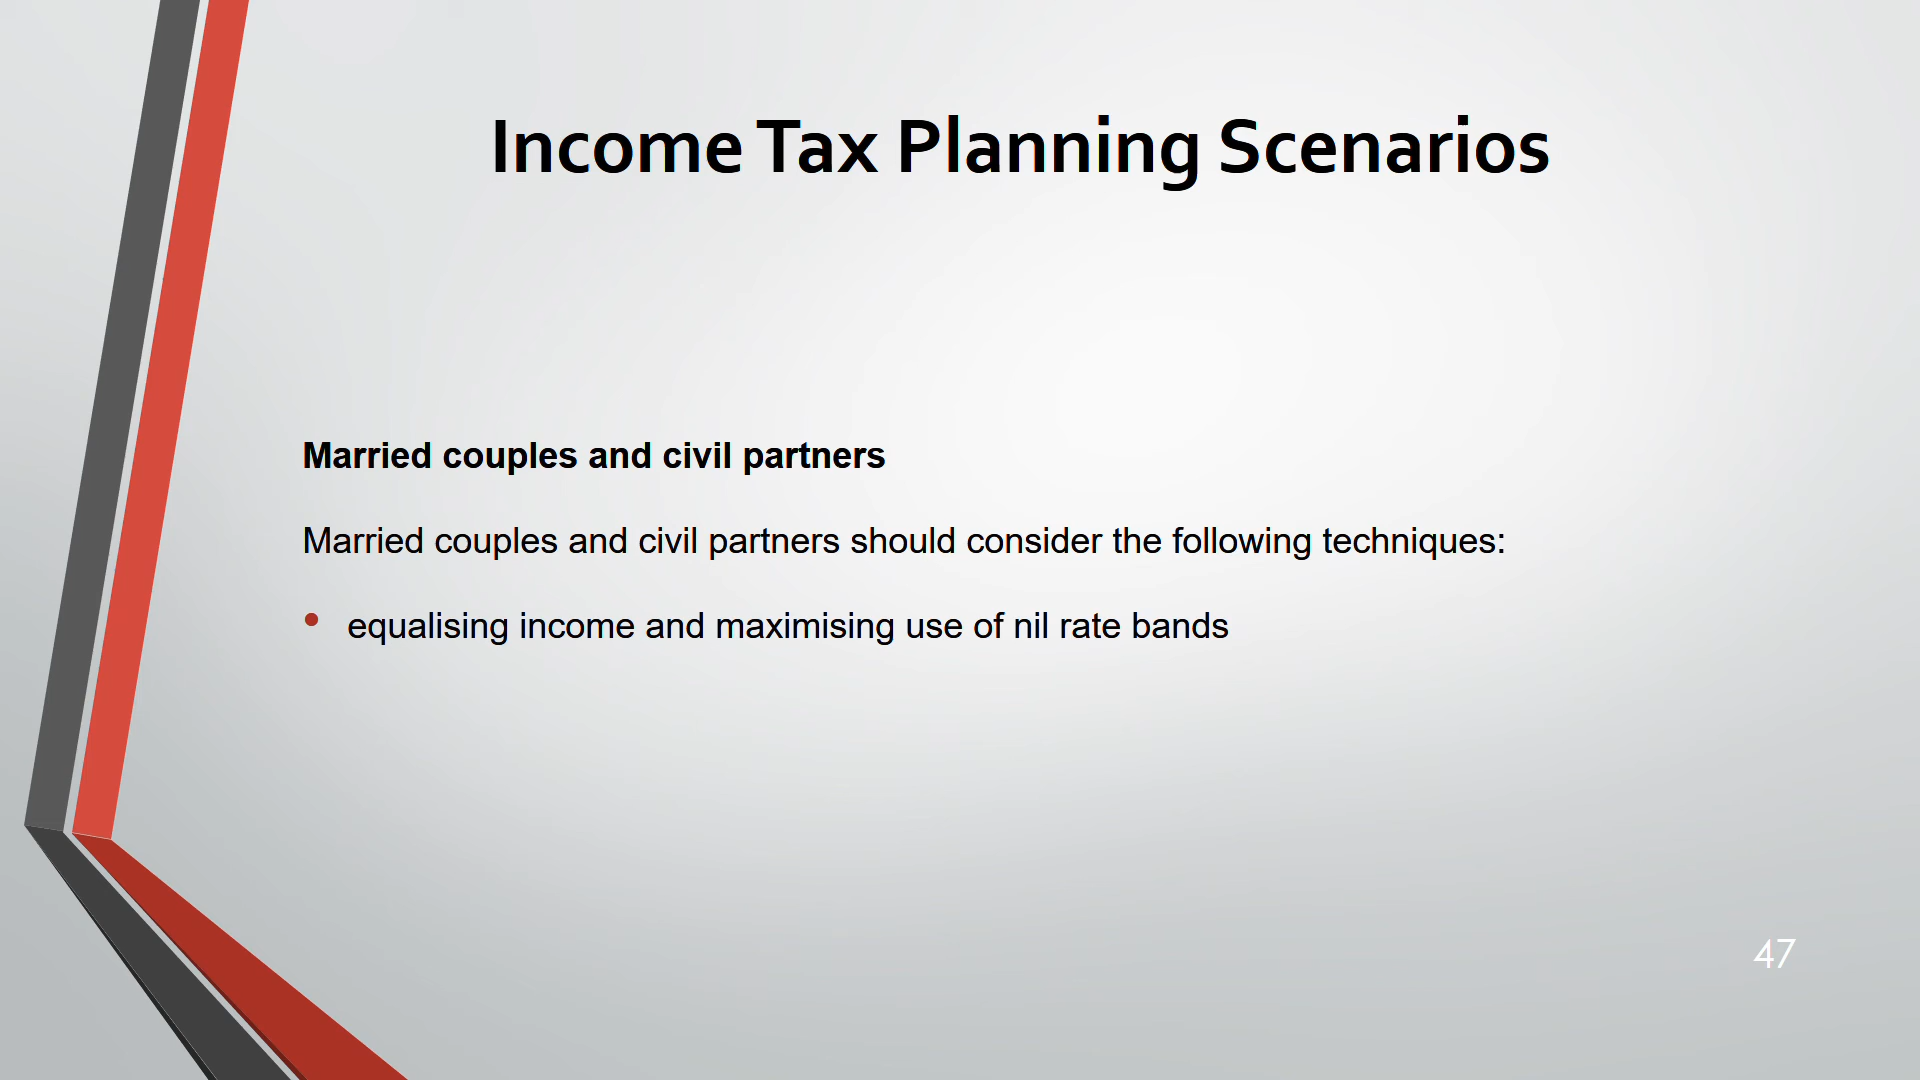 Income Tax Planning Scenarios
Married couples and civil partners
Married couples and civil partners should consider the following techniques:
• equalising income and maximising use of nil rate bands
47